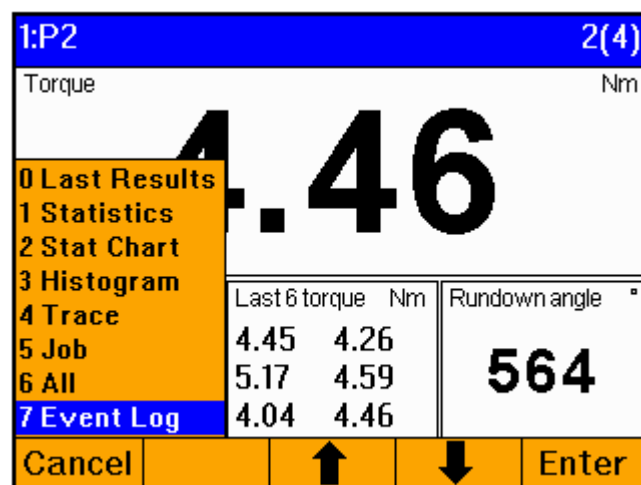 1:P2 2(4)
Torque Nm
4.46
0 Last Results
1 Statistics
2 Stat Chart
3 Histogram
4 Trace
5 Job
6 All
7 Event Log
Last 6 torque Nm
4.45 4.26
5.17 4.59
4.04 4.46
Rundown angle °
564
Cancel Enter